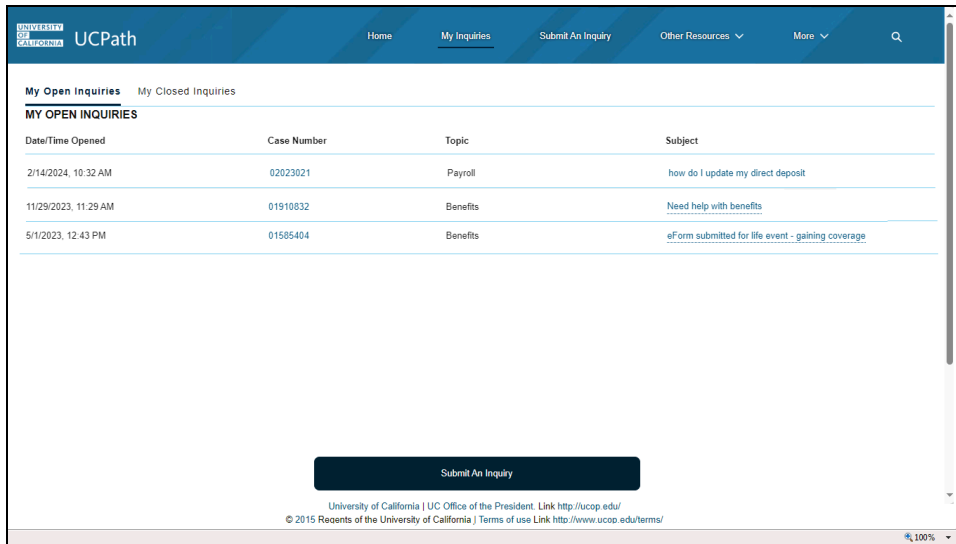 UNIVERSITY
OF
CALIFORNIA
UCPath
Home My Inquiries Submit An Inquiry Other Resources More
My Open Inquiries My Closed Inquiries
MY OPEN INQUIRIES
Date/Time Opened Case Number Topic Subject
2/14/2024, 10:32 AM 02023021 Payroll how do I update my direct deposit
11/29/2023, 11:29 AM 01910832 Benefits Need help with benefits
5/1/2023, 12:43 PM 01585404 Benefits eForm submitted for life event - gaining coverage
Submit An Inquiry
University of California | UC Office of the President. Link http://ucop.edu/
© 2015 Regents of the University of California | Terms of use Link http://www.ucop.edu/terms/
100%